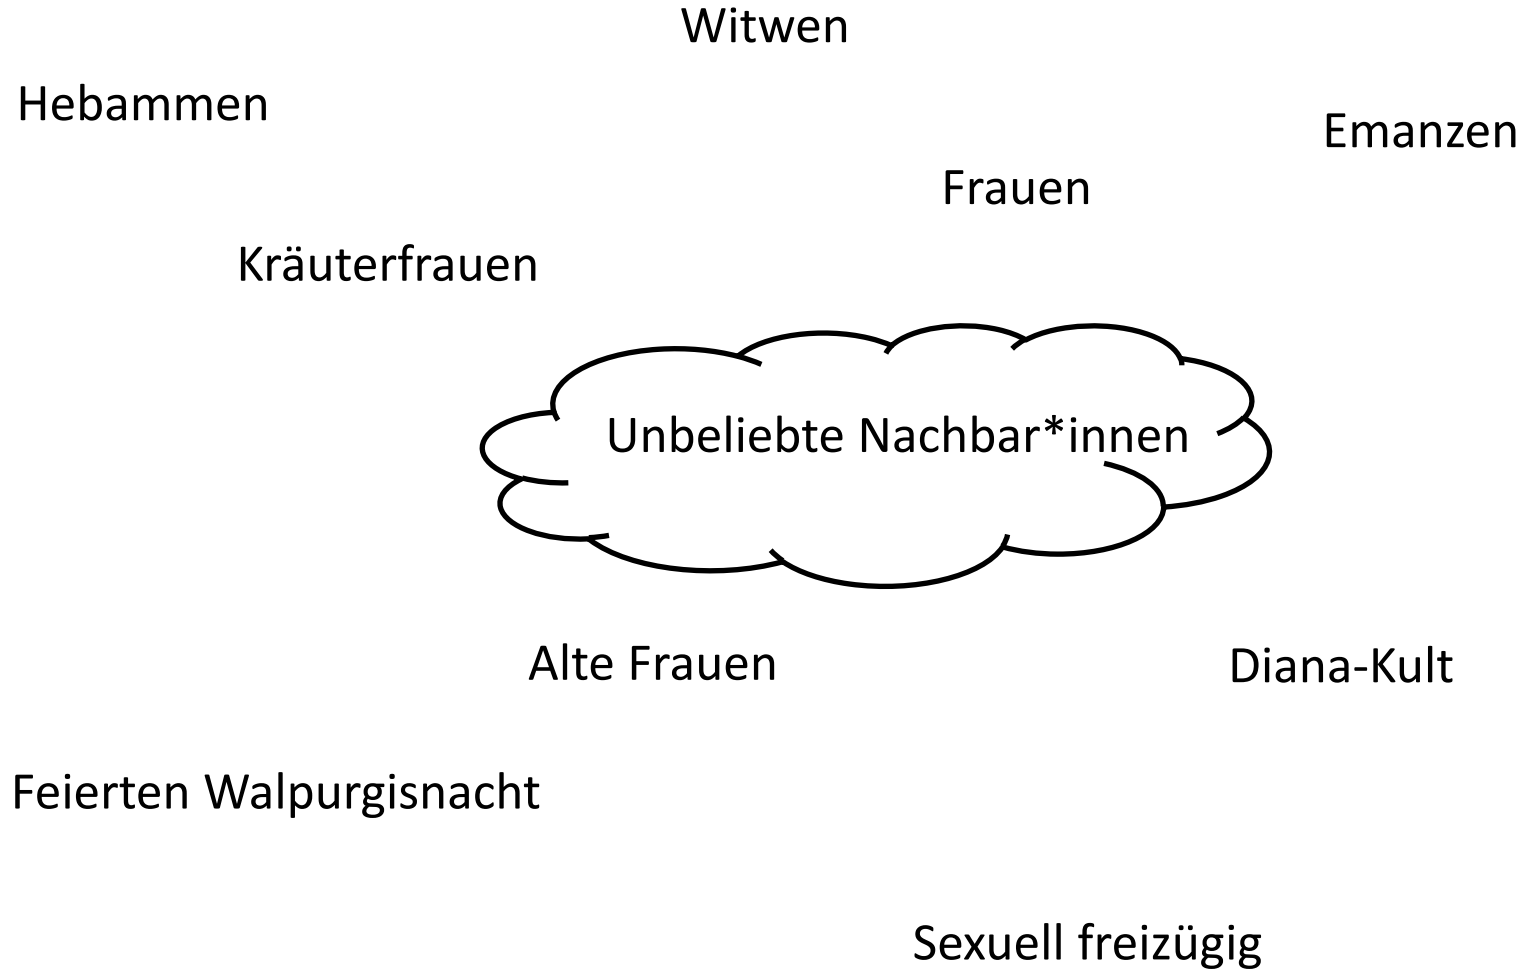 Witwen
Hebammen
Emanzen
Frauen
Kräuterfrauen
Unbeliebte Nachbar*innen
Alte Frauen
Diana-Kult
Feierten Walpurgisnacht
Sexuell freizügig